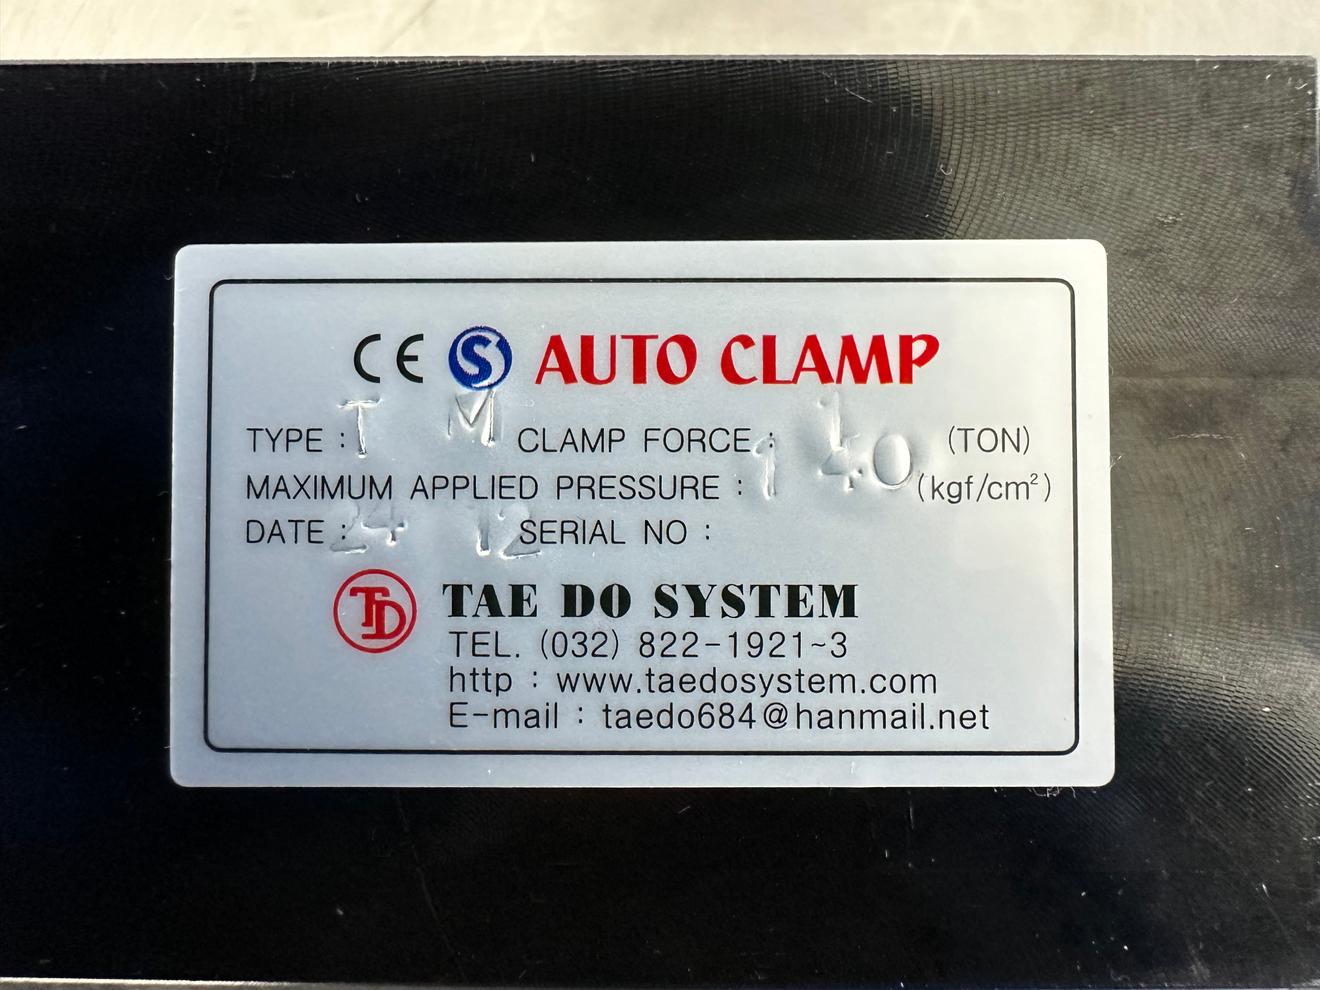 CE S AUTO CLAMP
TYPE : T M CLAMP FORCE : 1 (TON)
MAXIMUM APPLIED PRESSURE : 140 (kgf/cm²)
DATE : 24 12 SERIAL NO :
TD TAE DO SYSTEM
TEL. (032) 822-1921~3
http : www.taedosystem.com
E-mail : taedo684@hanmail.net